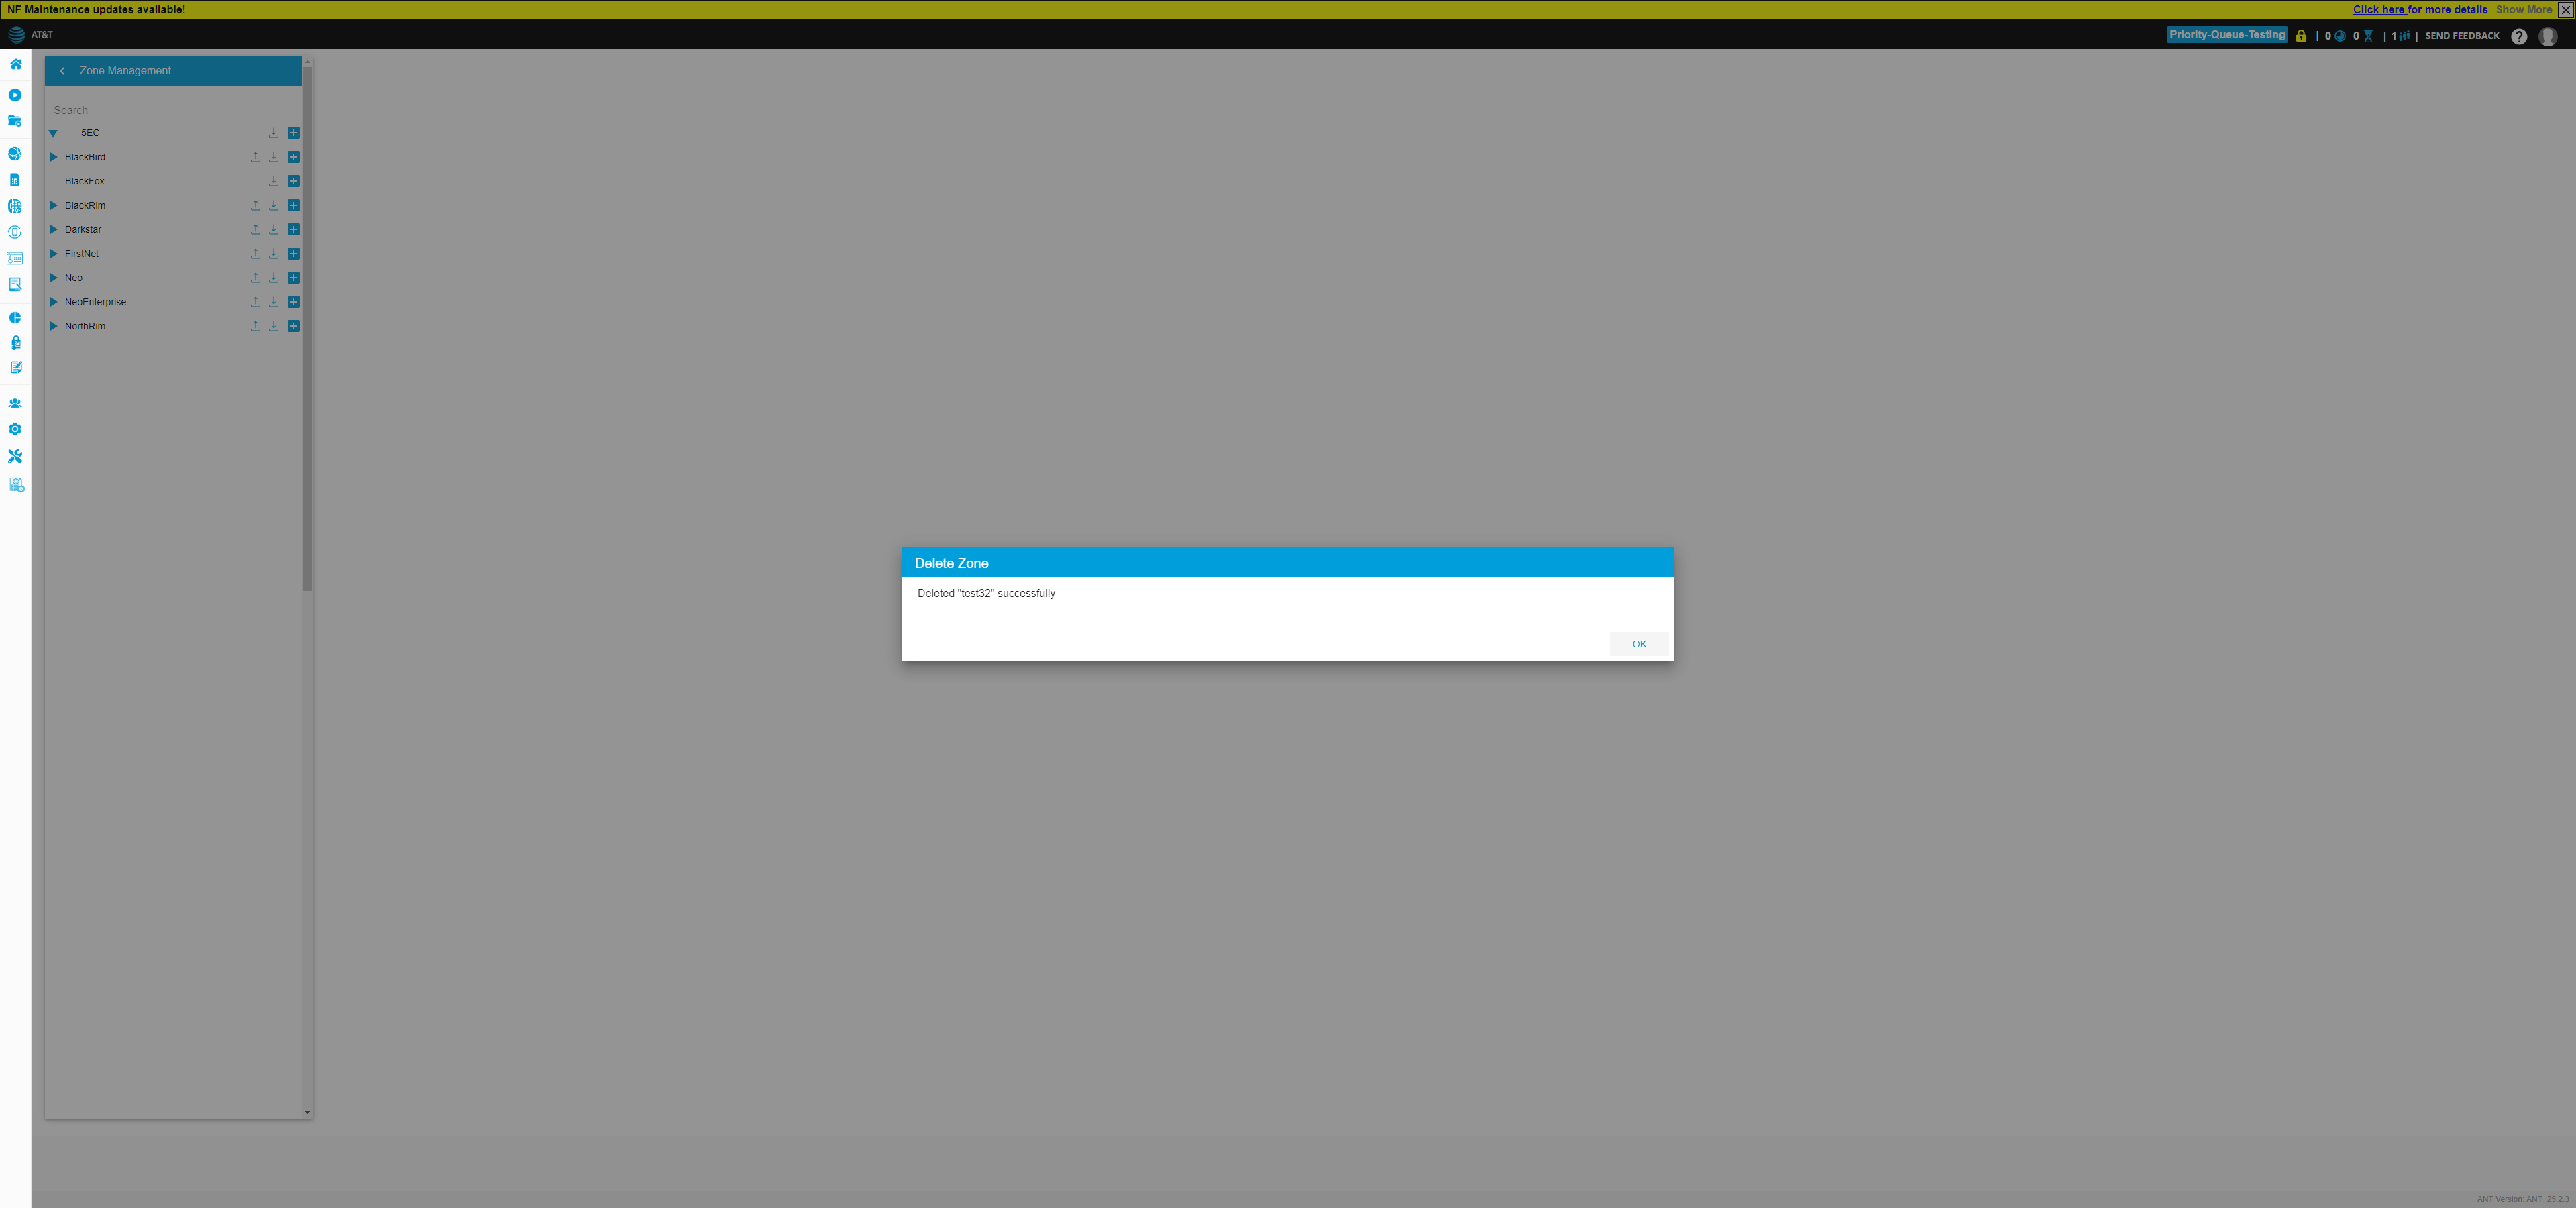 NF Maintenance updates available!
Click here for more details Show More
AT&T
Priority-Queue-Testing | 0 0 | 1 | SEND FEEDBACK
Zone Management
Search
5EC
BlackBird
BlackFox
BlackRim
Darkstar
FirstNet
Neo
NeoEnterprise
NorthRim
Delete Zone
Deleted "test32" successfully
OK
ANT Version: ANT_25.2.3